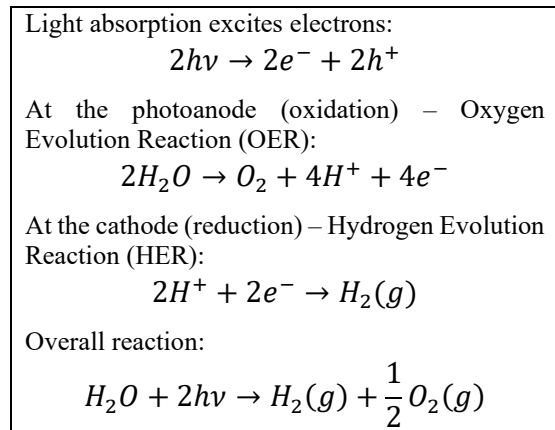 Light absorption excites electrons:
2hν → 2e⁻ + 2h⁺
At the photoanode (oxidation) – Oxygen
Evolution Reaction (OER):
2H₂O → O₂ + 4H⁺ + 4e⁻
At the cathode (reduction) – Hydrogen Evolution
Reaction (HER):
2H⁺ + 2e⁻ → H₂(g)
Overall reaction:
H₂O + 2hν → H₂(g) + 1/2 O₂(g)